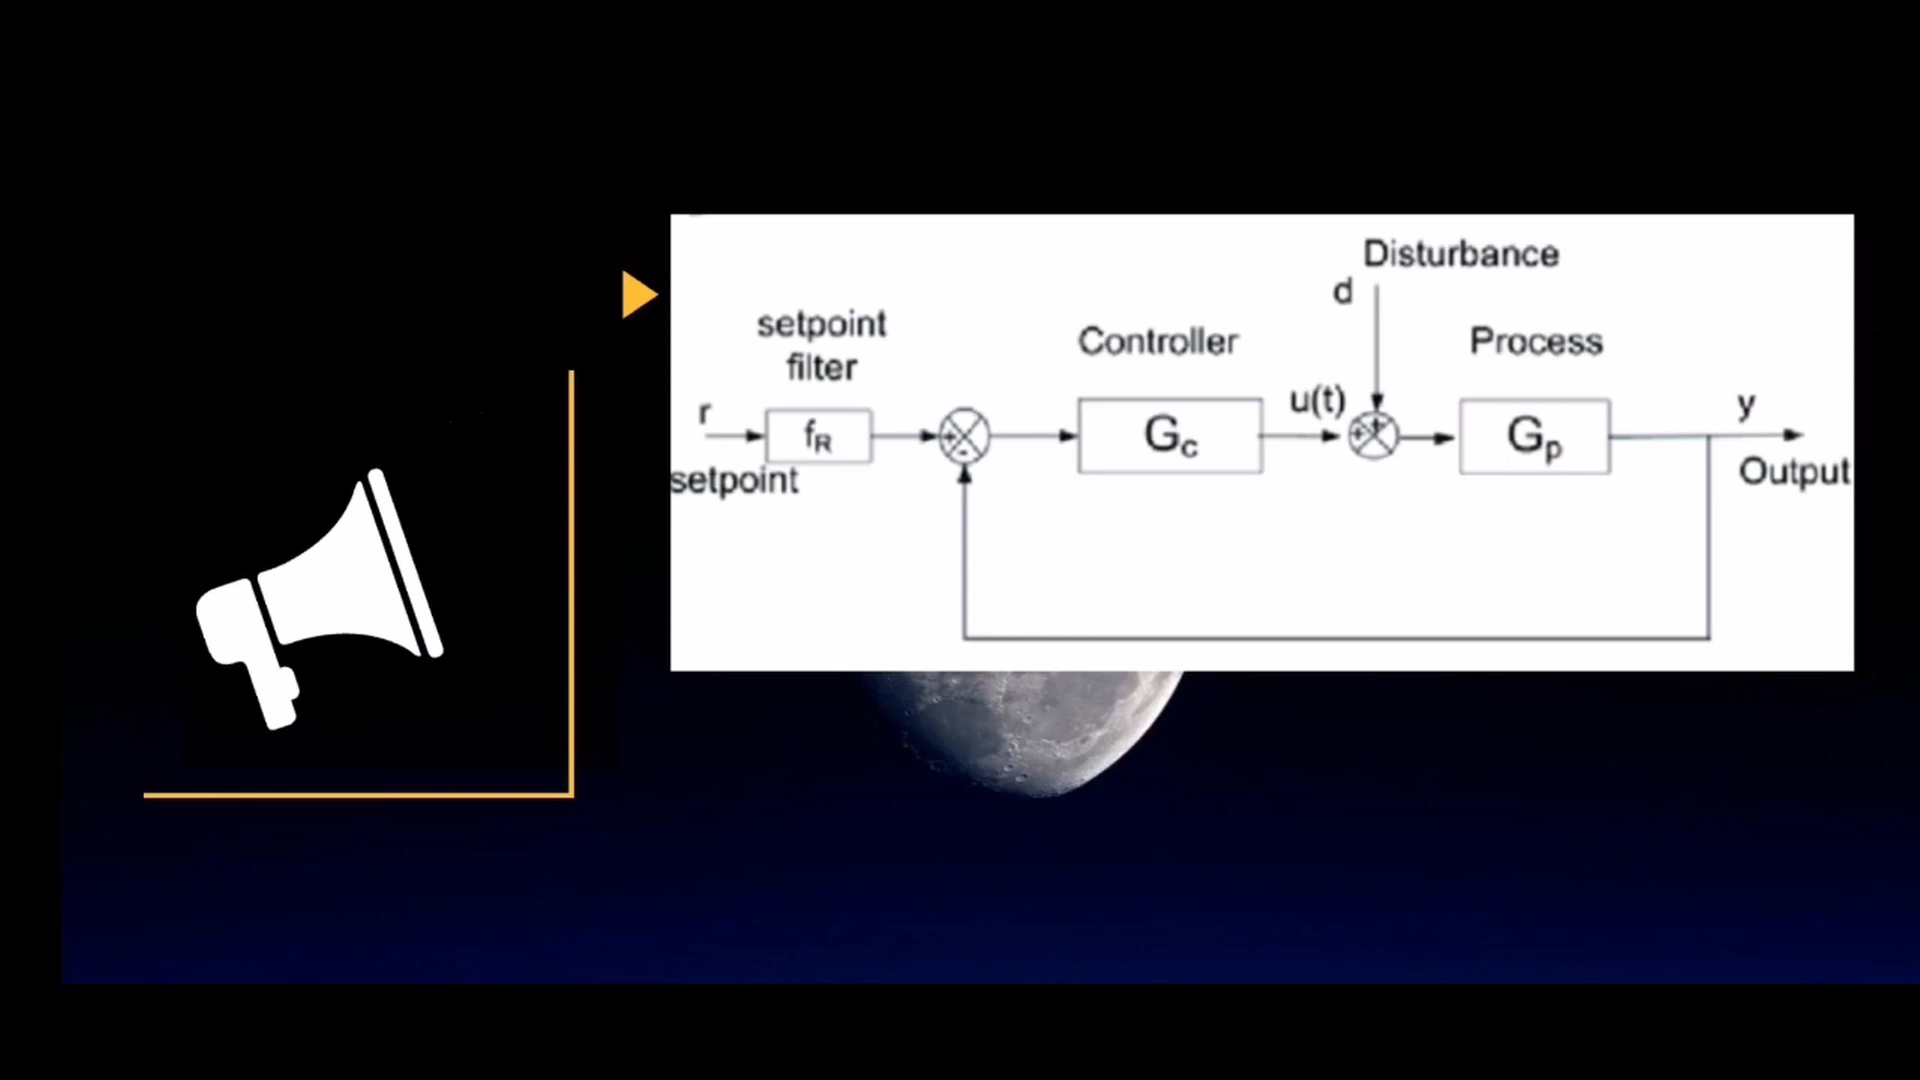 Disturbance
d
setpoint
filter
Controller
Process
r
fR
+
-
Gc
u(t)
+
+
Gp
y
setpoint
Output